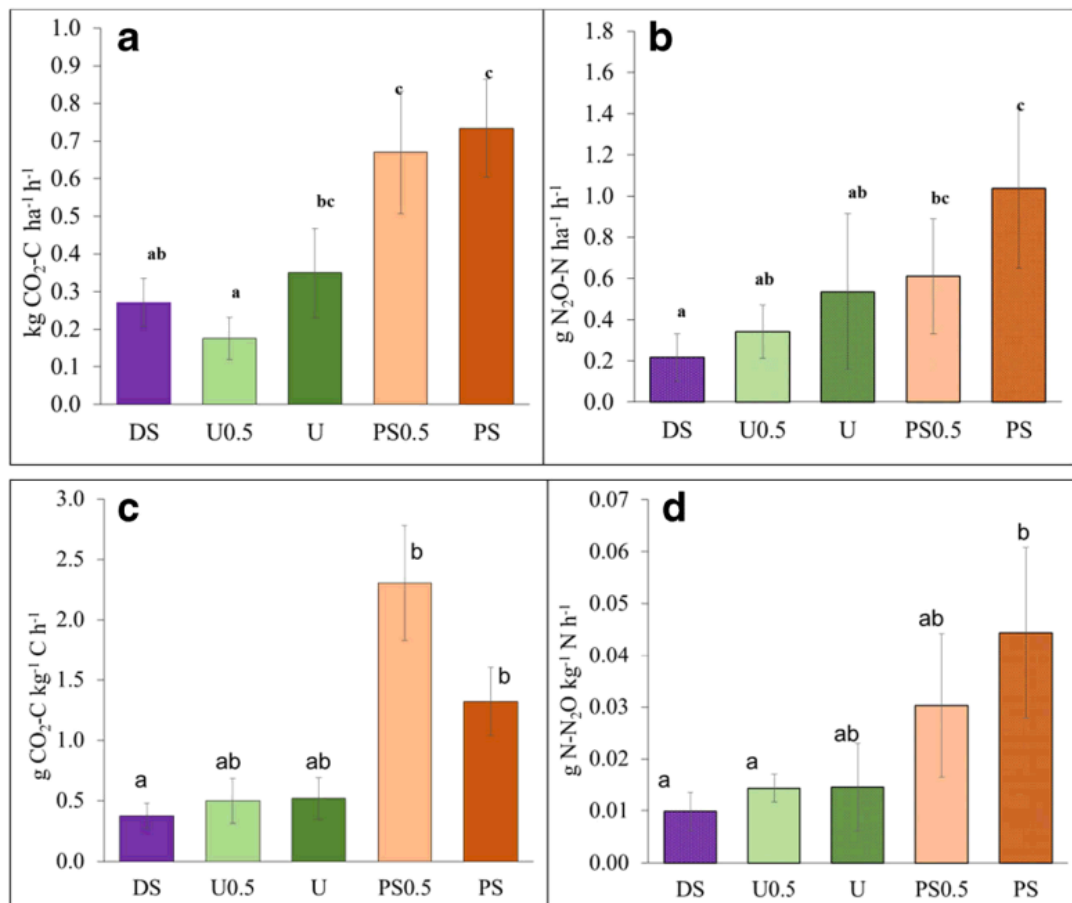 a
kg CO₂-C ha⁻¹ h⁻¹
1.0
0.9
0.8
0.7
0.6
0.5
0.4
0.3
0.2
0.1
0.0
ab
a
bc
c
c
DS U0.5 U PS0.5 PS
b
g N₂O-N ha⁻¹ h⁻¹
1.8
1.6
1.4
1.2
1.0
0.8
0.6
0.4
0.2
0.0
a
ab
ab
bc
c
DS U0.5 U PS0.5 PS
c
g CO₂-C kg⁻¹ C h⁻¹
3.0
2.5
2.0
1.5
1.0
0.5
0.0
a
ab
ab
b
b
DS U0.5 U PS0.5 PS
d
g N-N₂O kg⁻¹ N h⁻¹
0.07
0.06
0.05
0.04
0.03
0.02
0.01
0.00
a
a
ab
ab
b
DS U0.5 U PS0.5 PS